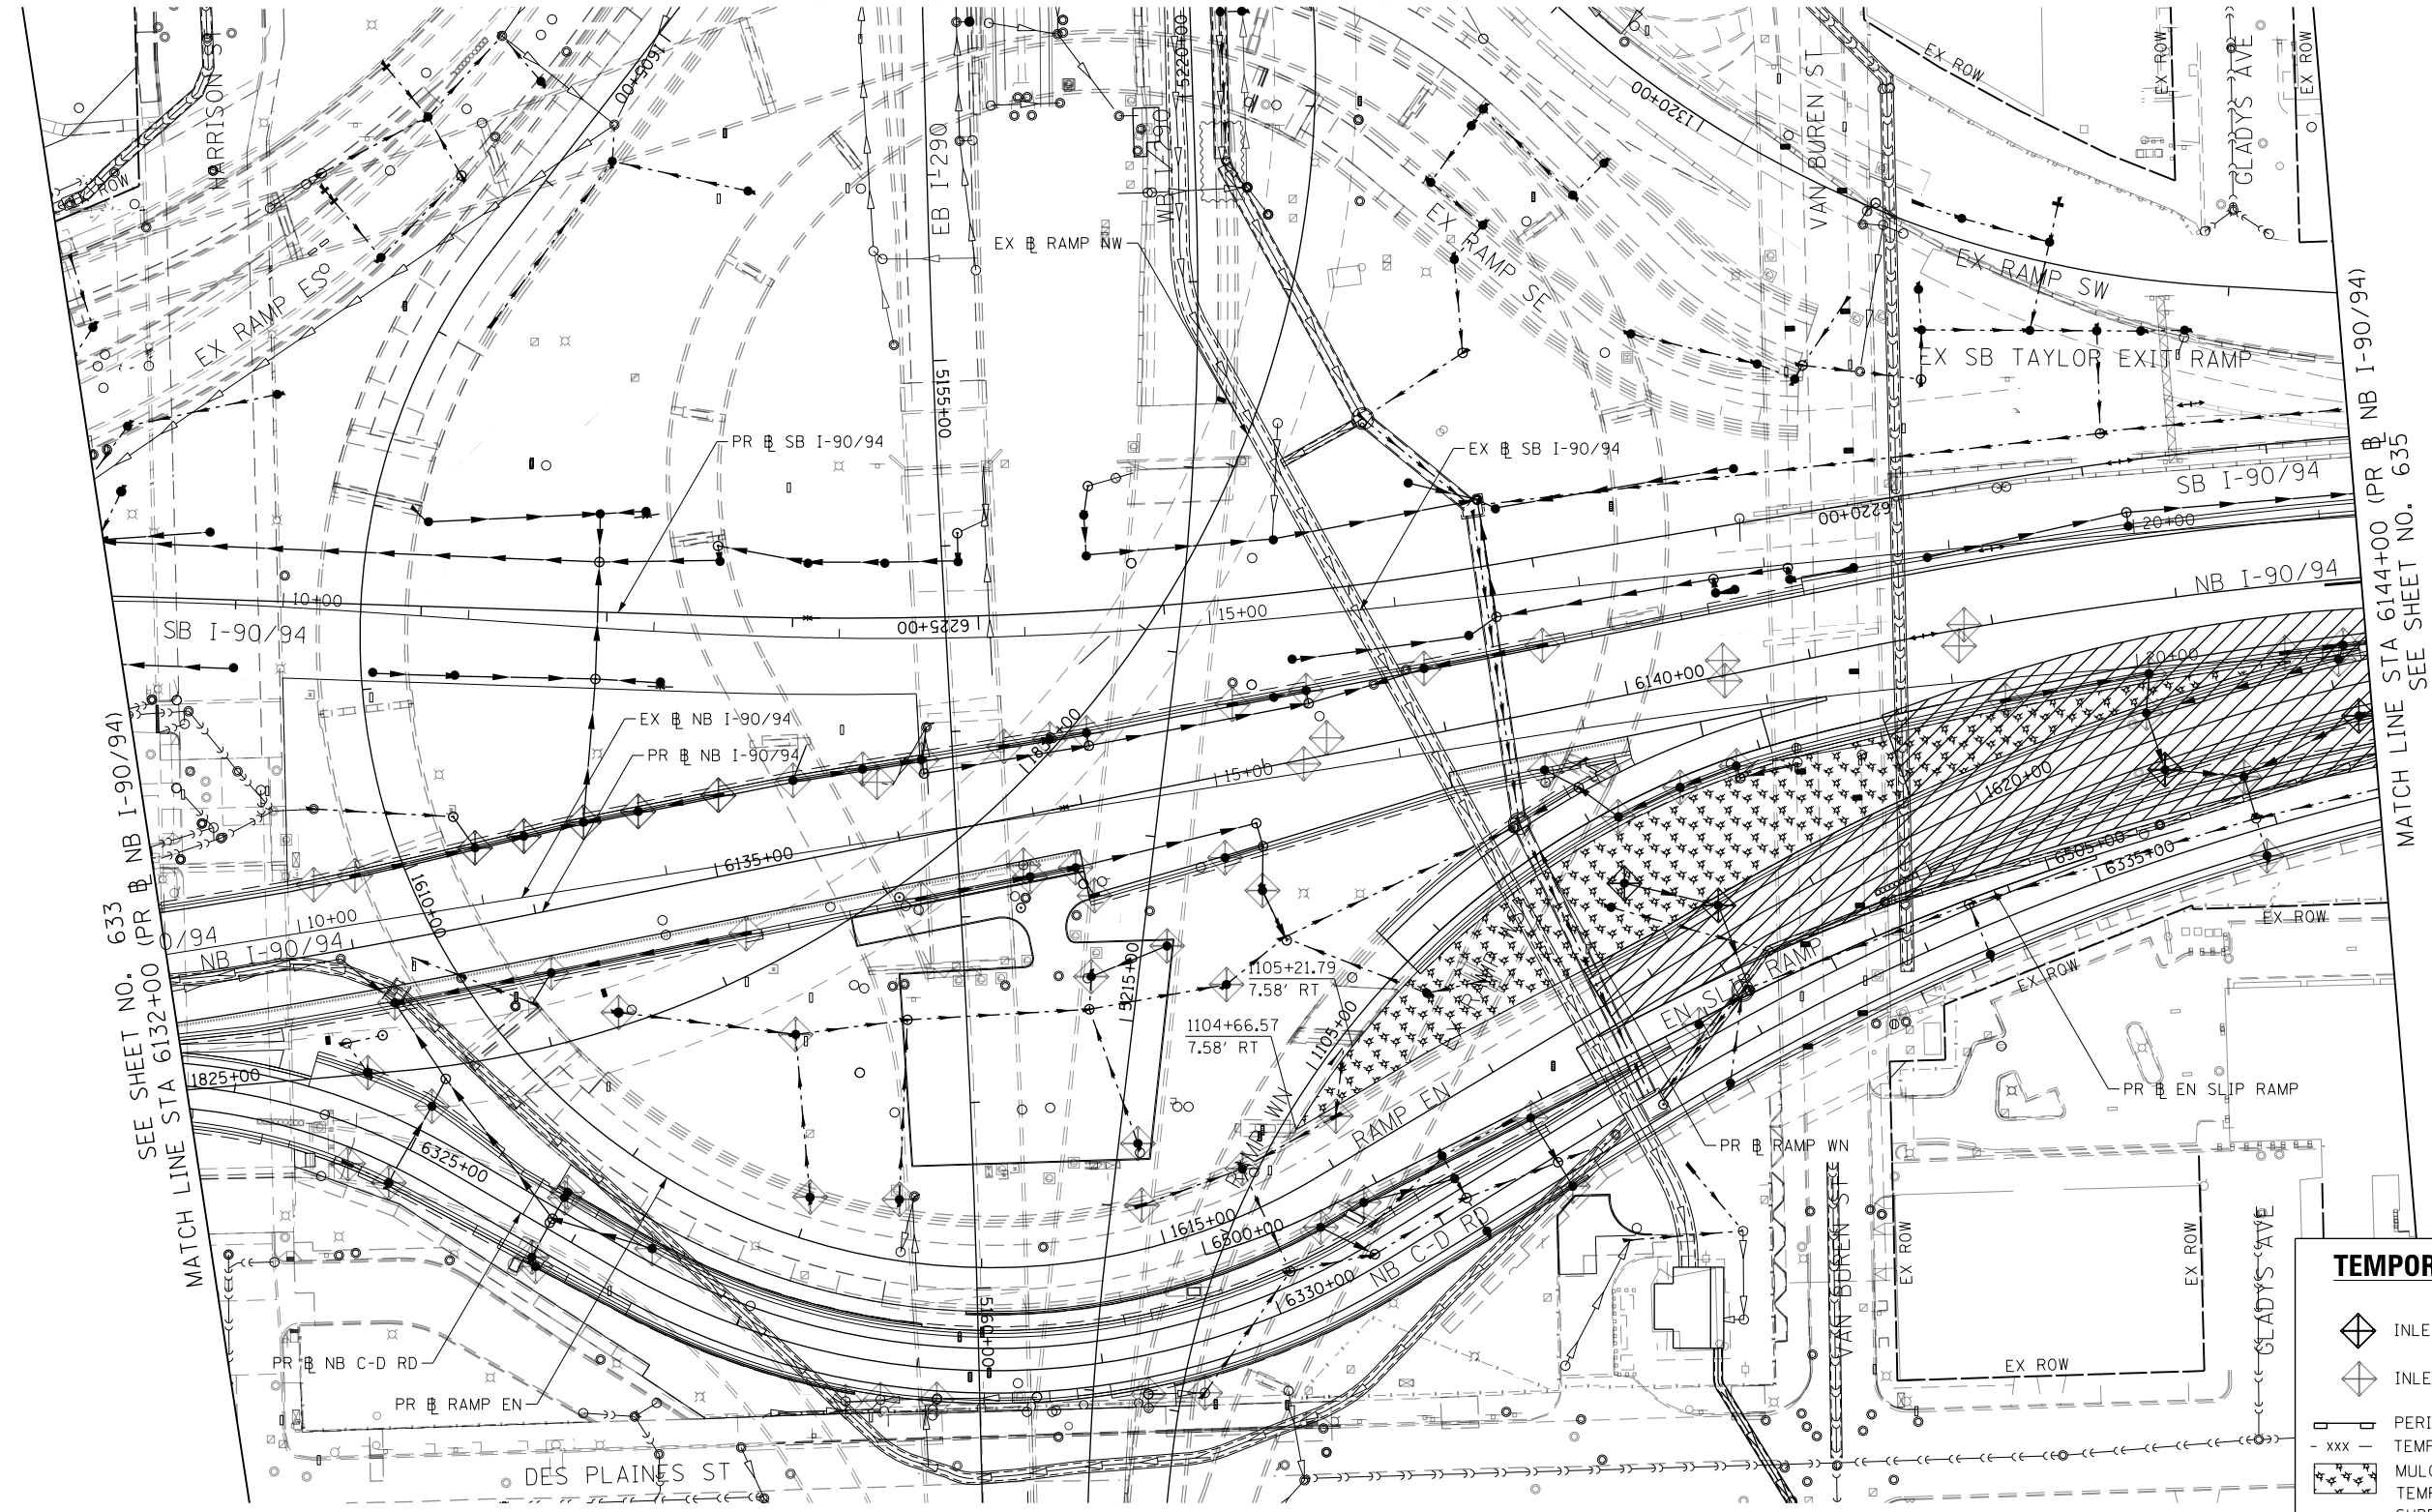 HARRISON ST
EX ROW
1605+00
EB I-290
5220+00
WB I-290
1320+00
VAN BUREN ST
EX ROW
EX ROW
GLADYS AVE
EX ROW
EX RAMP ES
EX B RAMP NW
EX RAMP SE
EX RAMP SW
EX SB TAYLOR EXIT RAMP
5155+00
PR B SB I-90/94
EX B SB I-90/94
SB I-90/94
6220+00
20+00
NB I-90/94
10+00
SB I-90/94
6225+00
15+00
6140+00
20+00
MATCH LINE STA 6144+00 (PR B NB I-90/94)
SEE SHEET NO. 635
EX B NB I-90/94
PR B NB I-90/94
15+00
1620+00
6135+00
6505+00
6335+00
1610+00
10+00
0/94
NB I-90/94
EX ROW
EX ROW
SEE SHEET NO. 633
MATCH LINE STA 6132+00 (PR B NB I-90/94)
5215+00
1105+21.79
7.58' RT
1104+66.57
7.58' RT
1105+00
EN SLIP RAMP
1825+00
PR B EN SLIP RAMP
RAMP EN
6325+00
PR B RAMP WN
RAMP WN
1615+00
6500+00
NB C-D RD
6330+00
VAN BUREN ST
EX ROW
EX ROW
GLADYS AVE
5160+00
PR B NB C-D RD
PR B RAMP EN
EX ROW
DES PLAINES ST
TEMPOR
INLE
INLE
PERI
- XXX - TEMP
MULC
TEMP